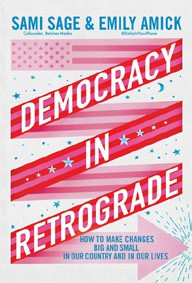 SAMI SAGE & EMILY AMICK
Cofounder, Betches Media @EmilyInYourPhone
DEMOCRACY
IN
RETROGRADE
HOW TO MAKE CHANGES
BIG AND SMALL
IN OUR COUNTRY AND IN OUR LIVES